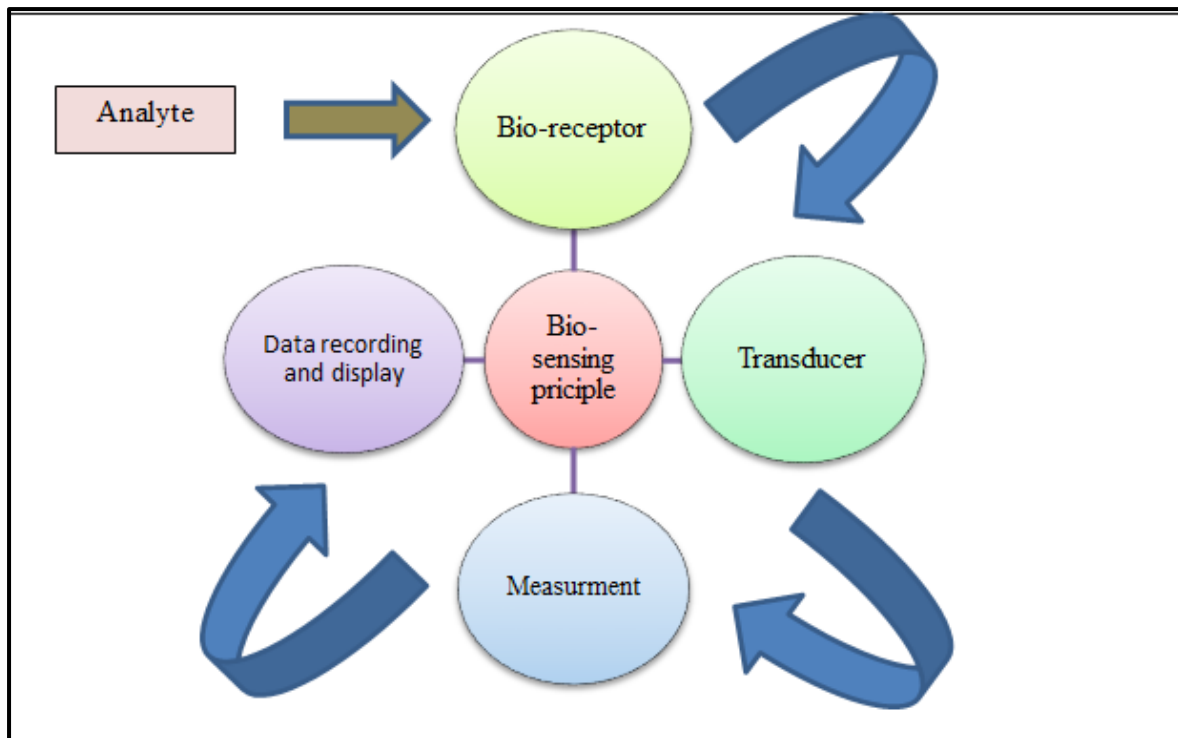 Analyte
Bio-receptor
Data recording
and display
Bio-
sensing
priciple
Transducer
Measurment